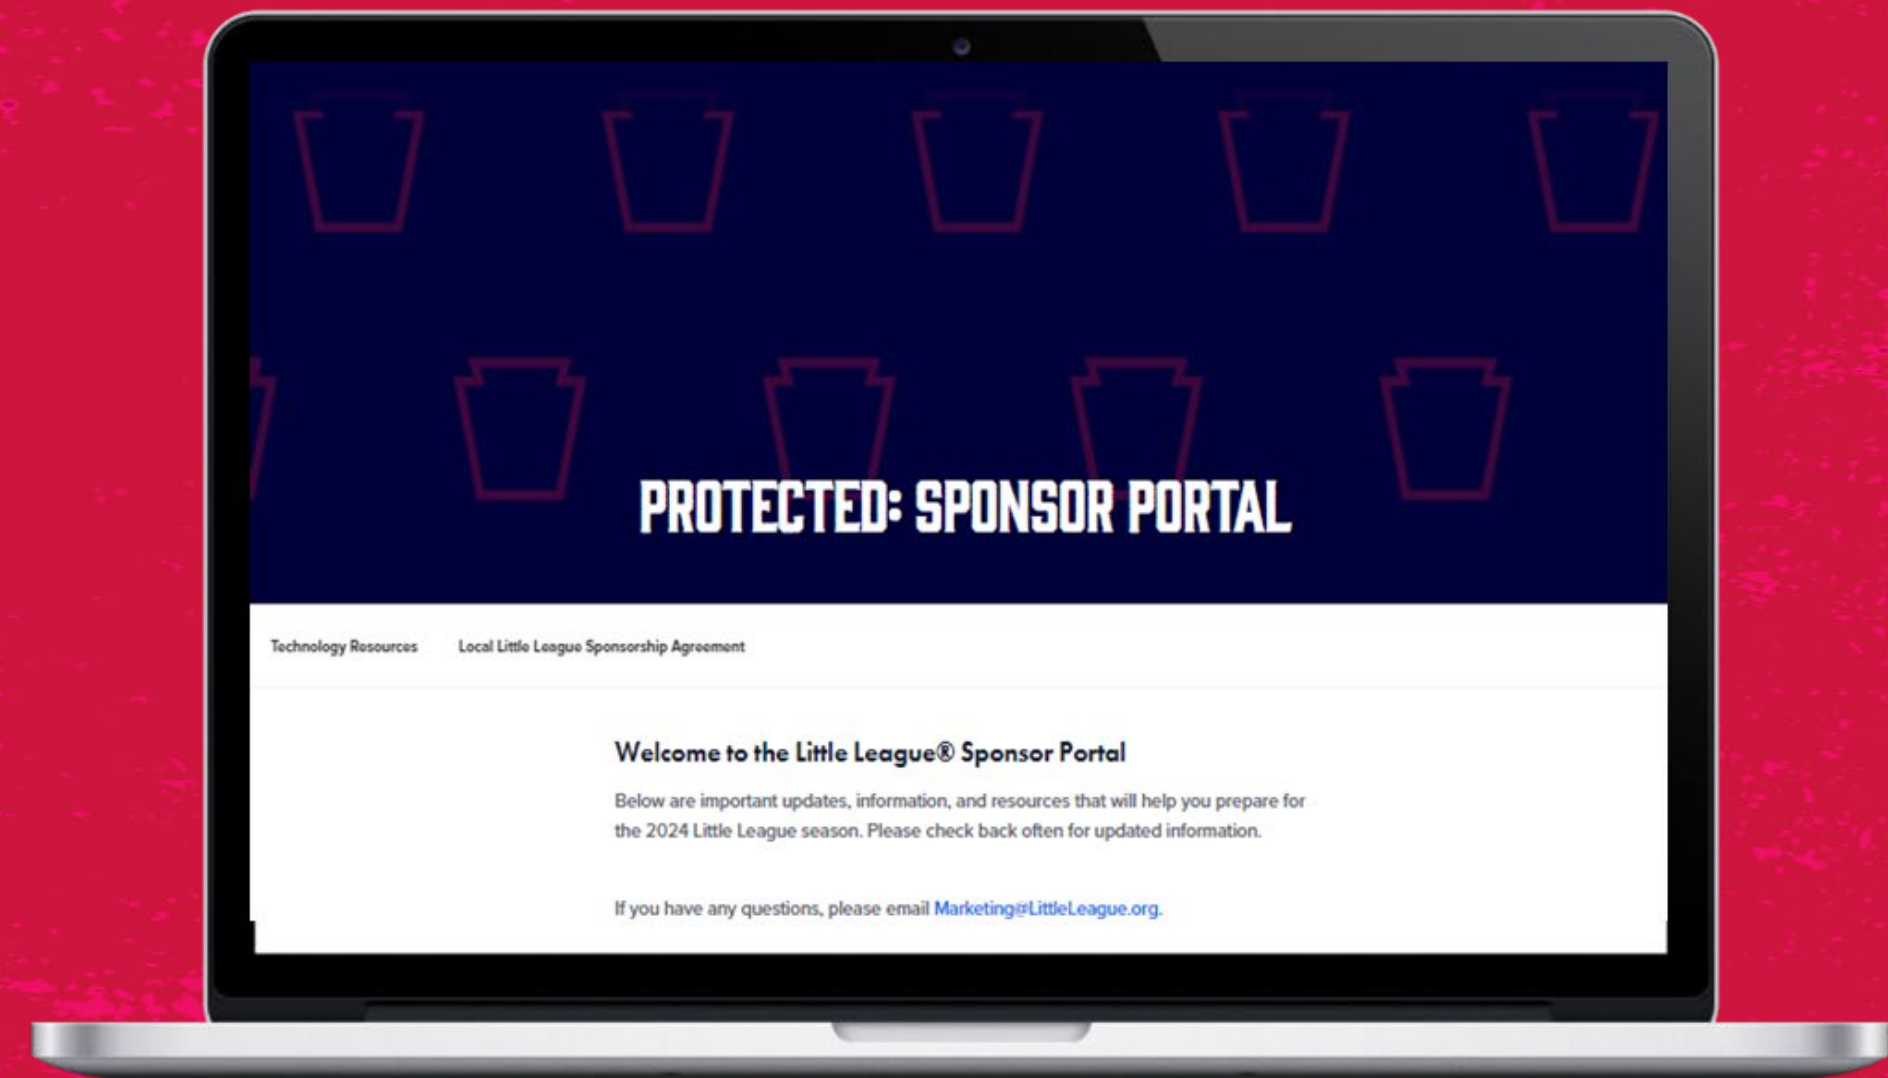 PROTECTED: SPONSOR PORTAL
Technology Resources
Local Little League Sponsorship Agreement
Welcome to the Little League® Sponsor Portal
Below are important updates, information, and resources that will help you prepare for
the 2024 Little League season. Please check back often for updated information.
If you have any questions, please email Marketing@LittleLeague.org.